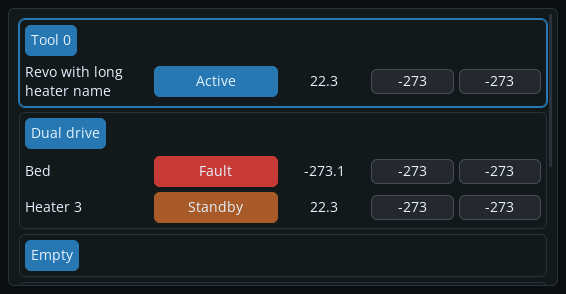 Tool 0
Revo with long
heater name
Active
22.3
-273
-273
Dual drive
Bed
Fault
-273.1
-273
-273
Heater 3
Standby
22.3
-273
-273
Empty